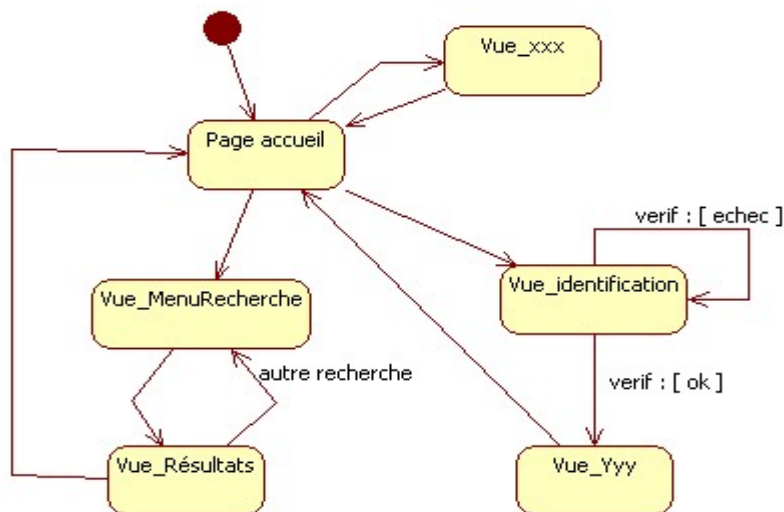 Vue_xxx
Page accueil
verif : [ echec ]
Vue_identification
Vue_MenuRecherche
autre recherche
verif : [ ok ]
Vue_Résultats
Vue_Yyy